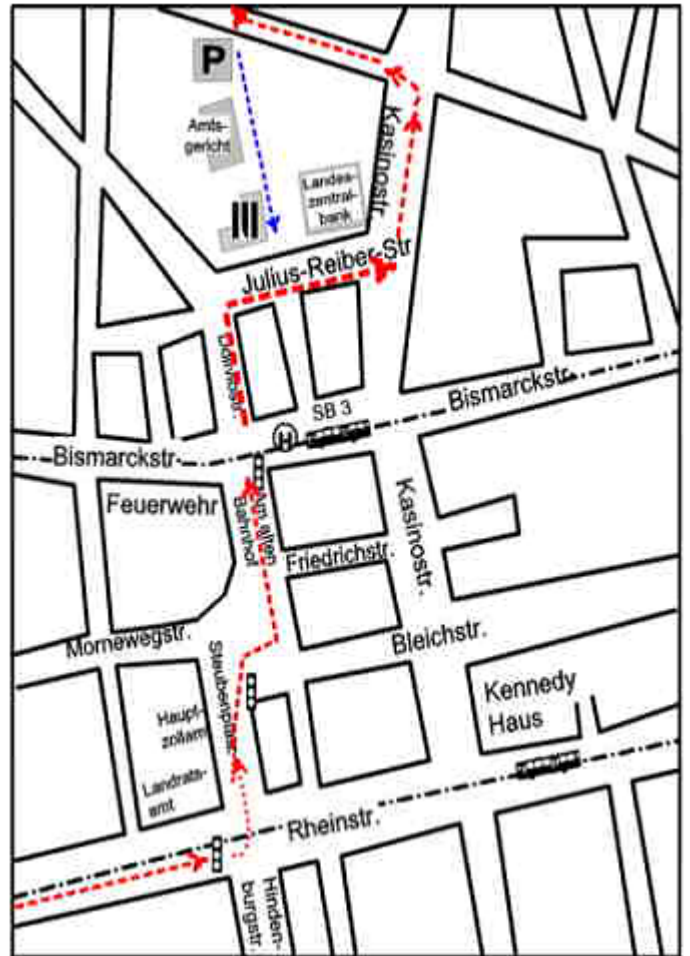 P
Amts-
gericht
Landes-
zentral-
bank
Kasinostr.
Julius-Reiber-Str
Dolivostr.
SB 3
H
Bismarckstr.
Bismarckstr.
Feuerwehr
Am alten
Bahnhof
Kasinostr.
Friedrichstr.
Mornewegstr.
Bleichstr.
Steubenplatz
Kennedy
Haus
Haupt-
zollamt
Landrats-
amt
Rheinstr.
Hinden-
burgstr.